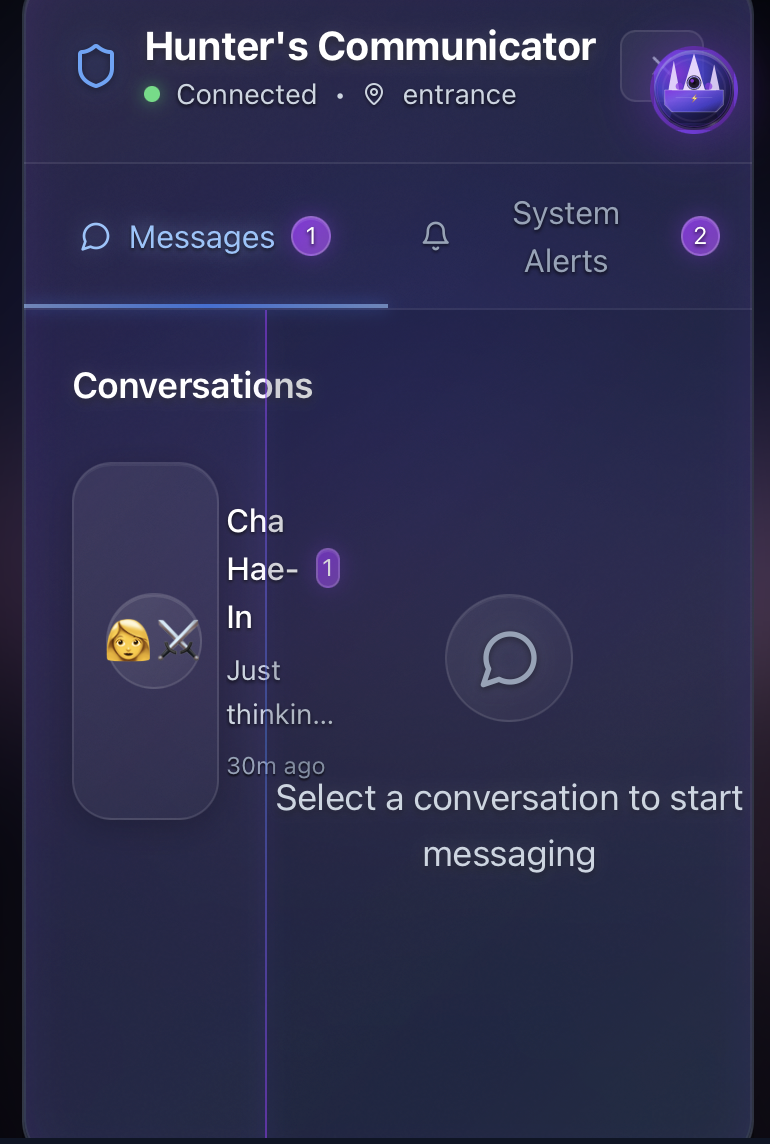 Hunter's Communicator
Connected • entrance
Messages 1
System
Alerts
2
Conversations
Cha
Hae-
In
1
Just
thinkin...
30m ago
Select a conversation to start
messaging